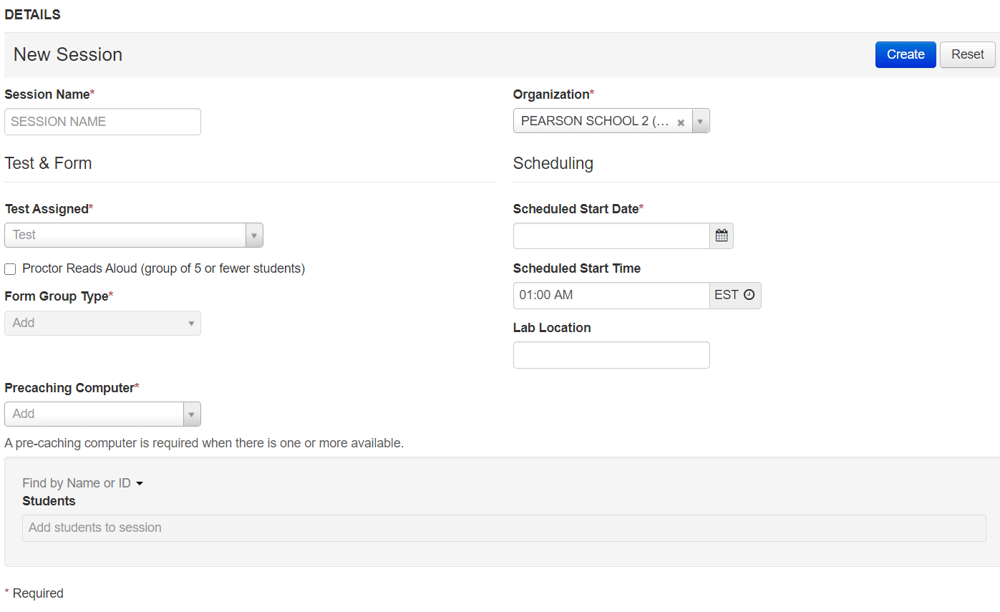 DETAILS
New Session
Create
Reset
Session Name*
SESSION NAME
Organization*
PEARSON SCHOOL 2 (...
Test & Form
Scheduling
Test Assigned*
Test
Scheduled Start Date*
Proctor Reads Aloud (group of 5 or fewer students)
Scheduled Start Time
01:00 AM
EST
Form Group Type*
Add
Lab Location
Precaching Computer*
Add
A pre-caching computer is required when there is one or more available.
Find by Name or ID
Students
Add students to session
* Required